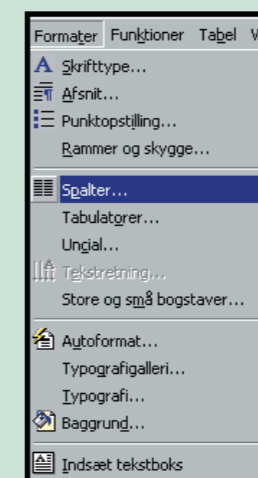 Formater Funktioner Tabel V
Skrifttype...
Afsnit...
Punktopstilling...
Rammer og skygge...
Spalter...
Tabulatorer...
Uncial...
Tekstretning...
Store og små bogstaver...
Autoformat...
Typografigalleri...
Typografi...
Baggrund...
Indsæt tekstboks